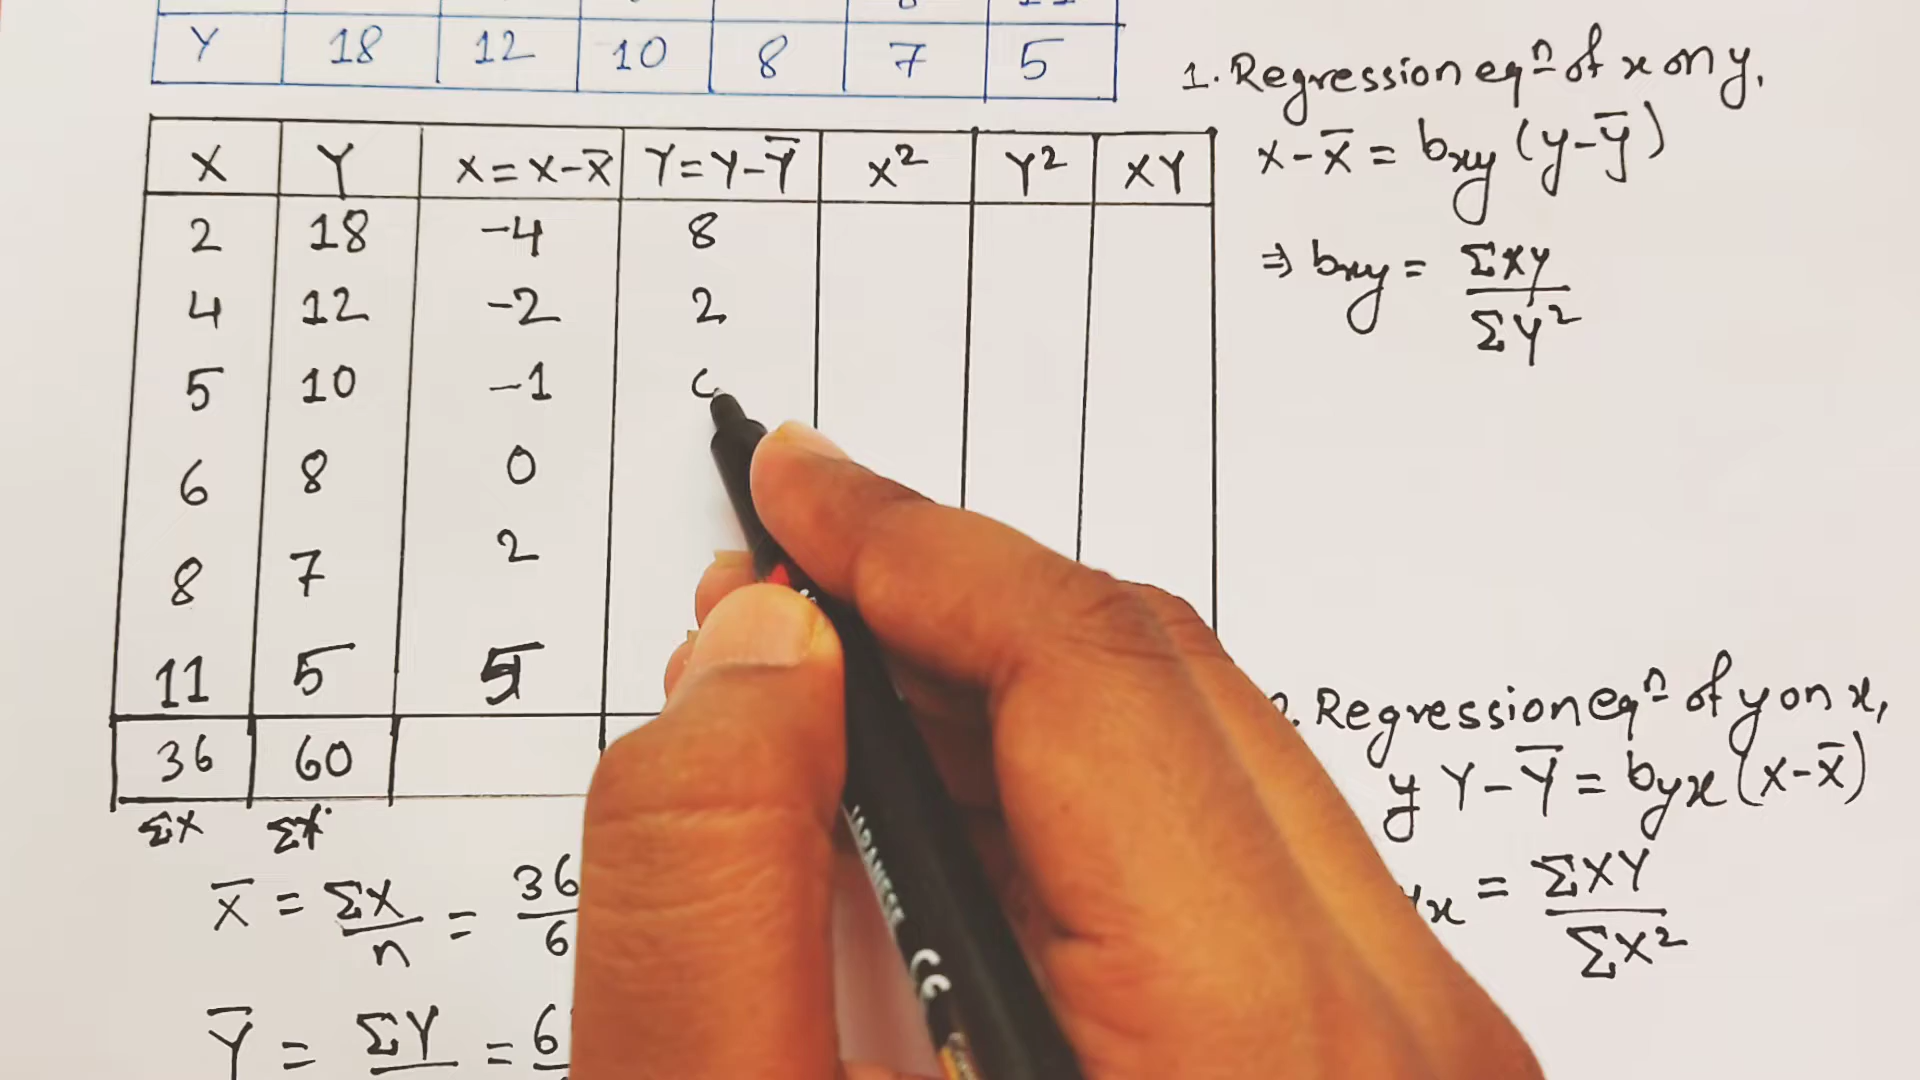 Y 18 12 10 8 7 5
X Y X=X-X̅ Y=Y-Y̅ X² Y² XY
2 18 -4 8
4 12 -2 2
5 10 -1
6 8 0
8 7 2
11 5 5
36 60
ΣX ΣY
X̅ = ΣX/n = 36/6
Y̅ = ΣY = 6
1. Regression eqⁿ of x on y,
x-X̅ = bxy (y-y̅)
⇒ bxy = ΣXY/ΣY²
. Regression eqⁿ of y on x,
y Y-Y̅ = byx (X-X̅)
x = ΣXY/ΣX²
JAPANESE